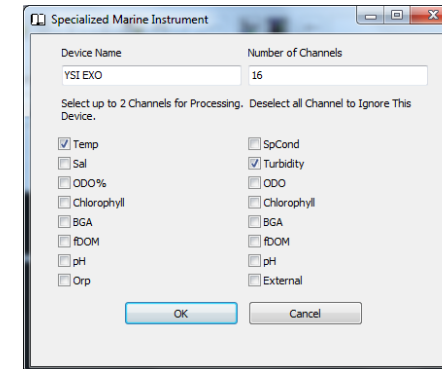 Specialized Marine Instrument
Device Name Number of Channels
YSI EXO 16
Select up to 2 Channels for Processing. Deselect all Channel to Ignore This
Device.
Temp SpCond
Sal Turbidity
ODO% ODO
Chlorophyll Chlorophyll
BGA BGA
fDOM fDOM
pH pH
Orp External
OK Cancel